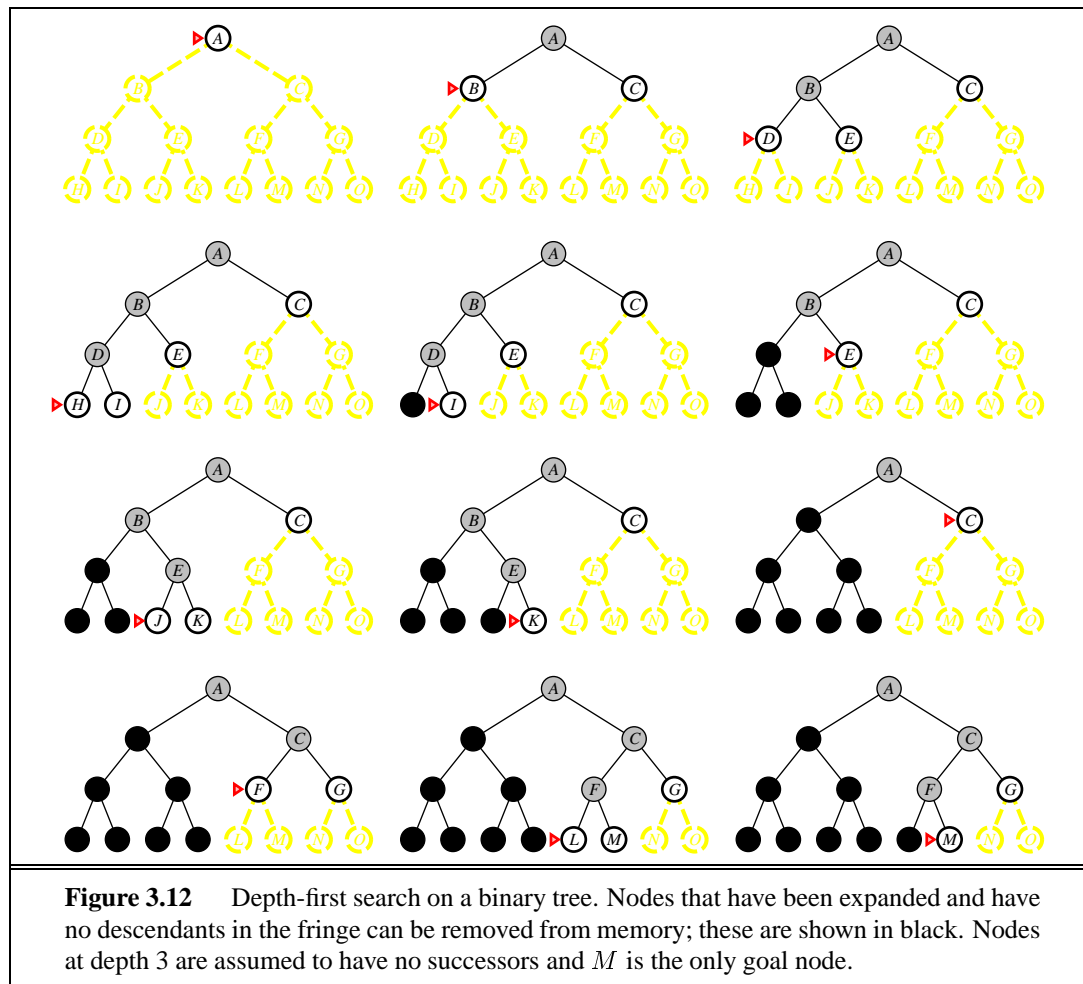 A A A
B C B C B C
D E F G D E F G D E F G
H I J K L M N O H I J K L M N O H I J K L M N O
A A A
B C B C B C
D E F G D E F G E F G
H I J K L M N O I J K L M N O J K L M N O
A A A
B C B C C
E F G E F G F G
J K L M N O K L M N O L M N O
A A A
C C C
F G F G F G
L M N O L M N O M N O
Figure 3.12 Depth-first search on a binary tree. Nodes that have been expanded and have
no descendants in the fringe can be removed from memory; these are shown in black. Nodes
at depth 3 are assumed to have no successors and M is the only goal node.